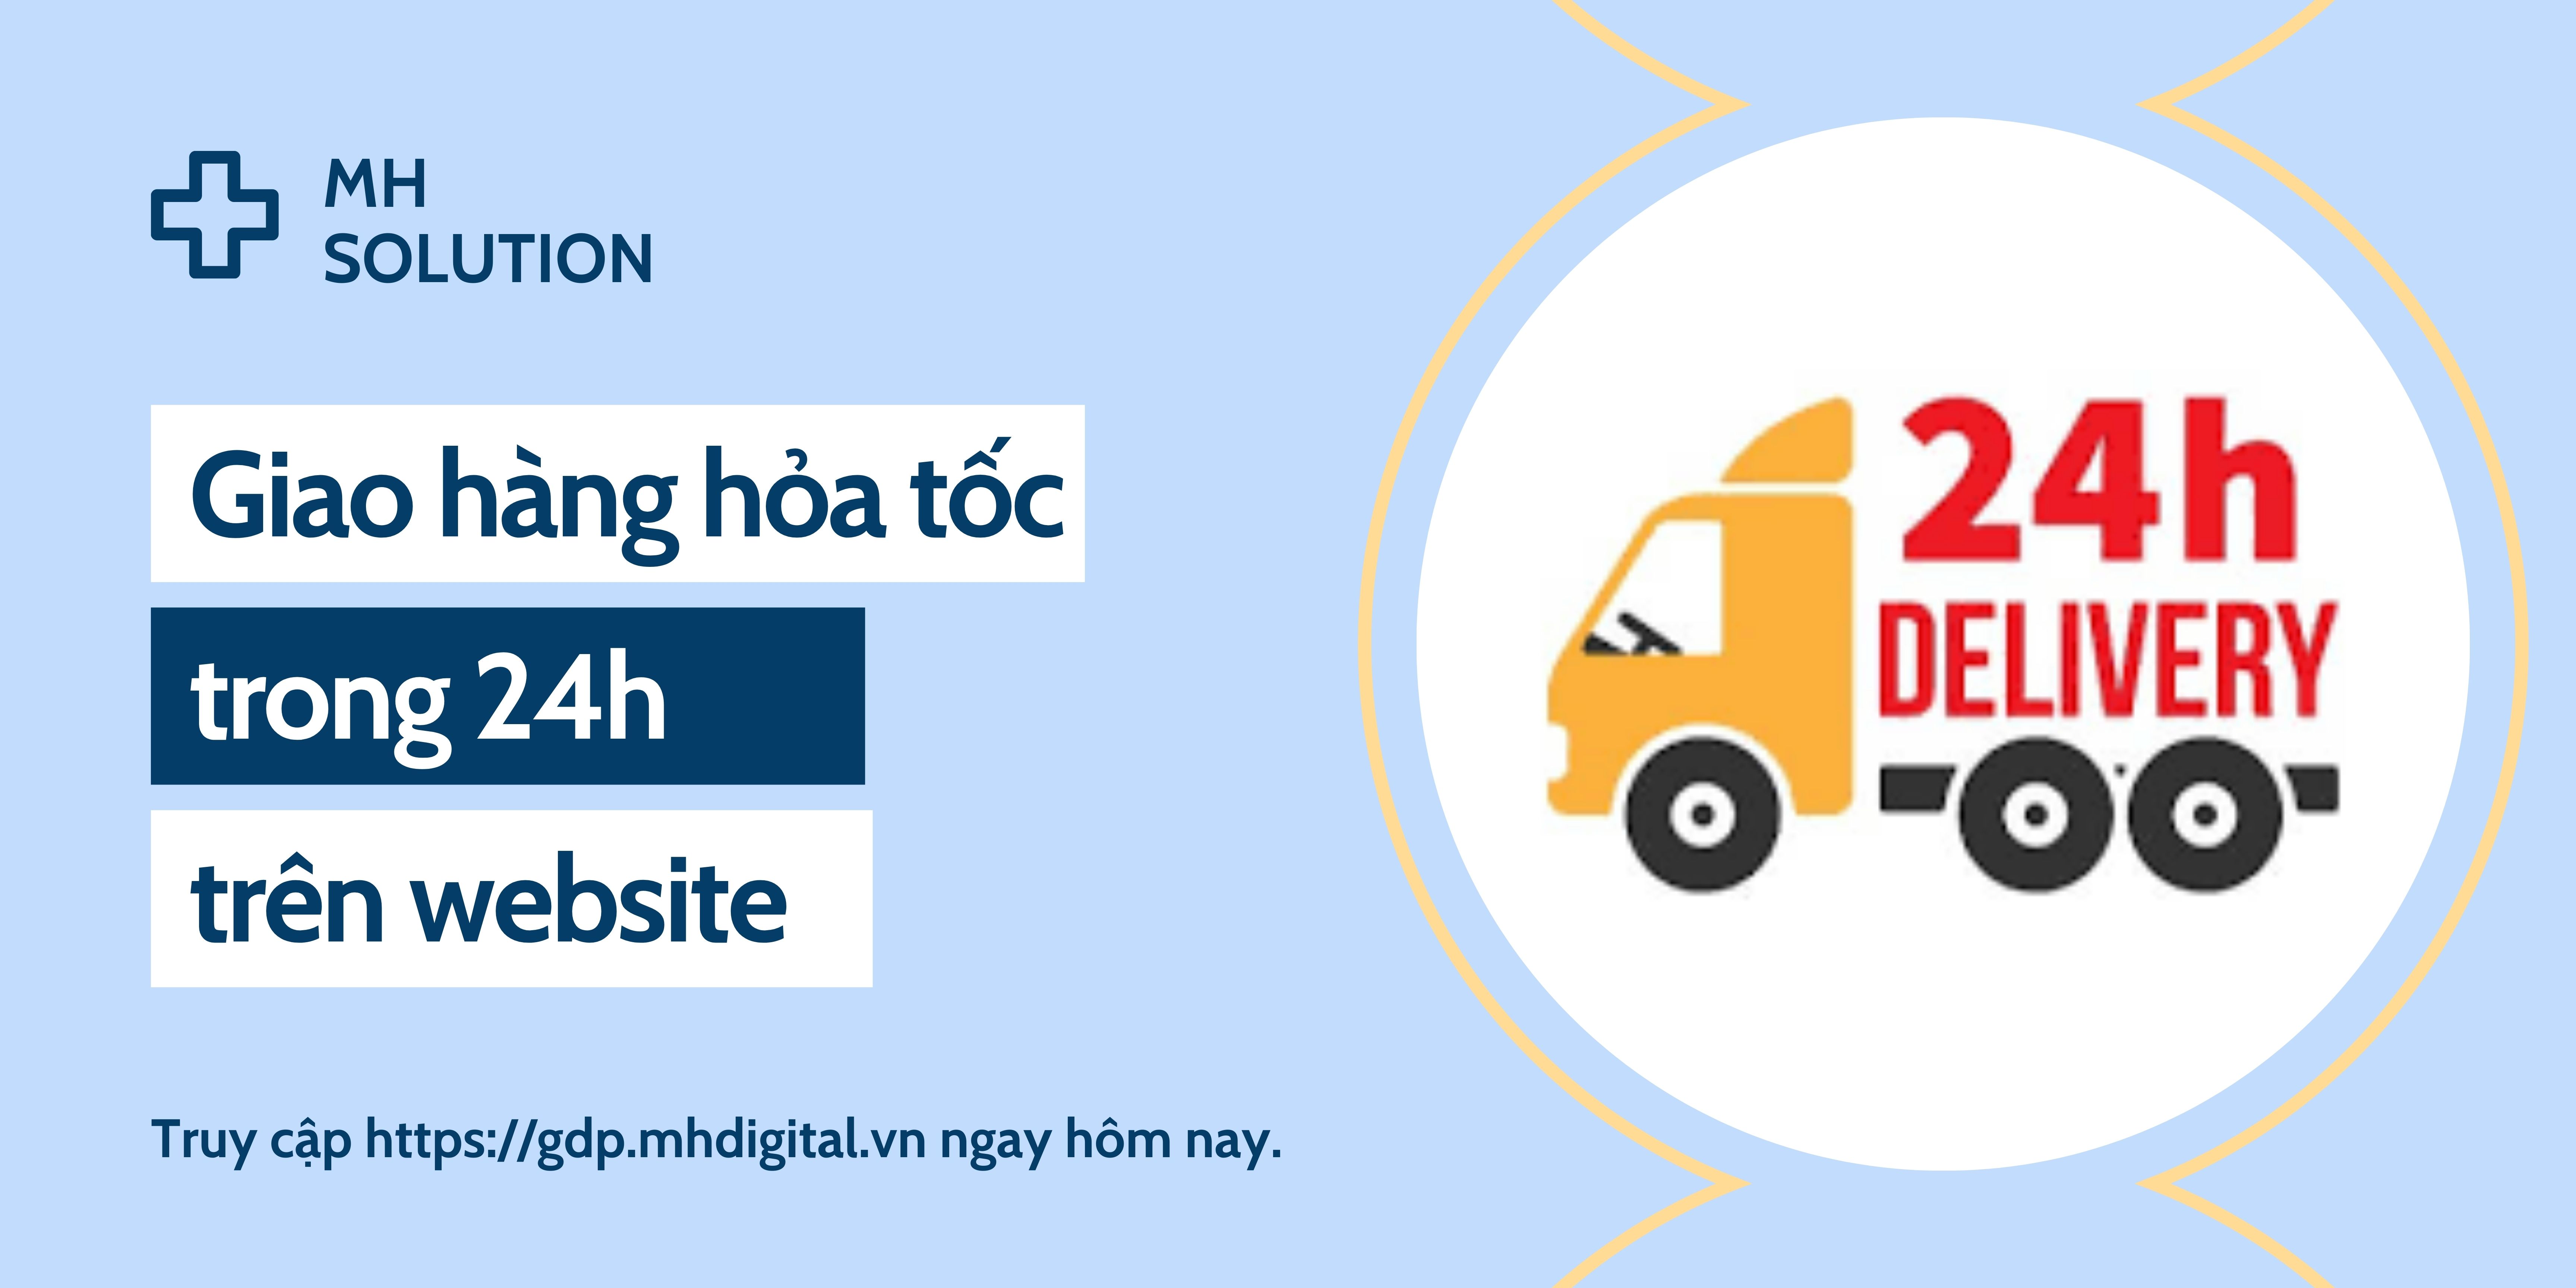 MH
SOLUTION
Giao hàng hỏa tốc
trong 24h
trên website
Truy cập https://gdp.mhdigital.vn ngay hôm nay.
24h
DELIVERY